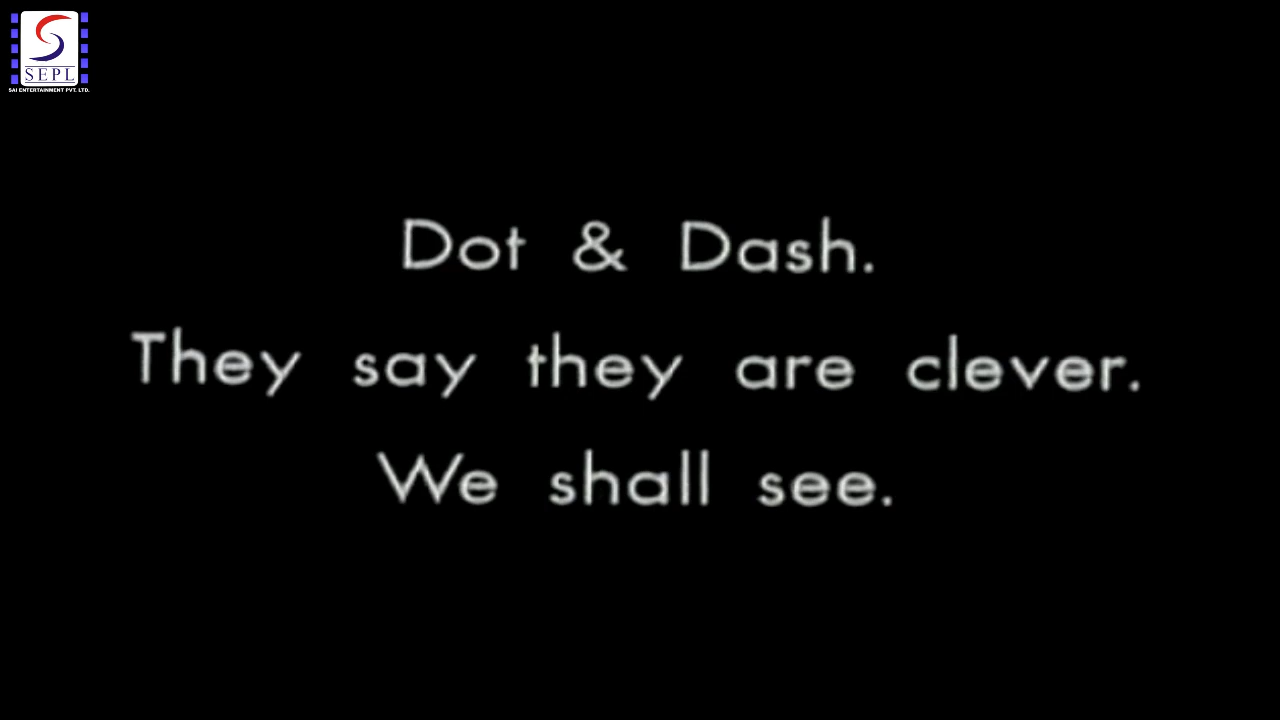 SEPL
SAI ENTERTAINMENT PVT. LTD.
Dot & Dash.
They say they are clever.
We shall see.